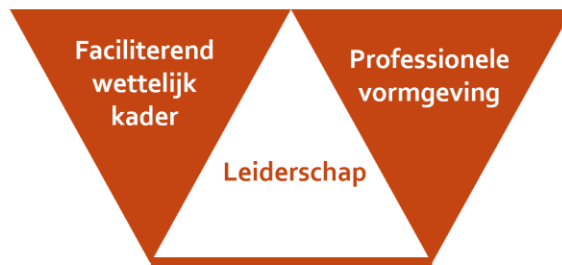 Faciliterend
wettelijk
kader
Professionele
vormgeving
Leiderschap